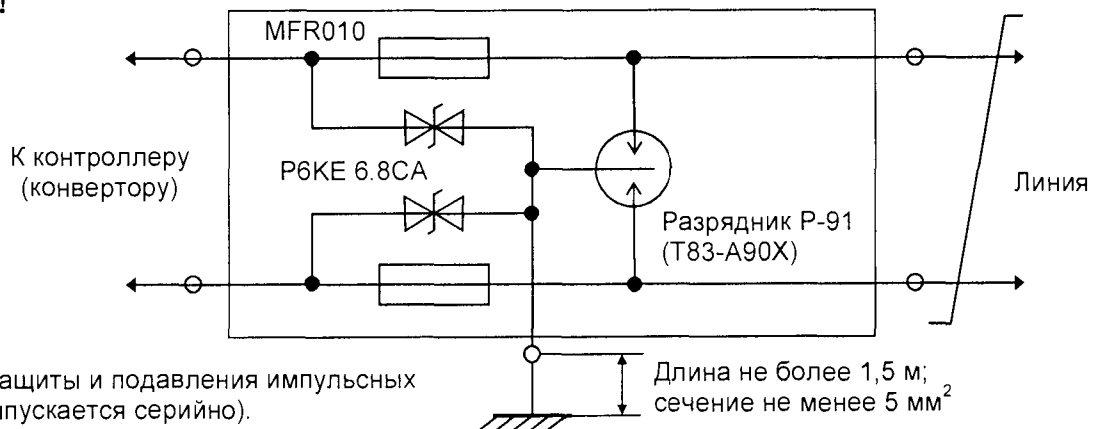 !
MFR010
К контроллеру
(конвертору)
P6KE 6.8CA
Линия
Разрядник Р-91
(T83-A90X)
ащиты и подавления импульсных
пускается серийно).
Длина не более 1,5 м;
сечение не менее 5 мм²